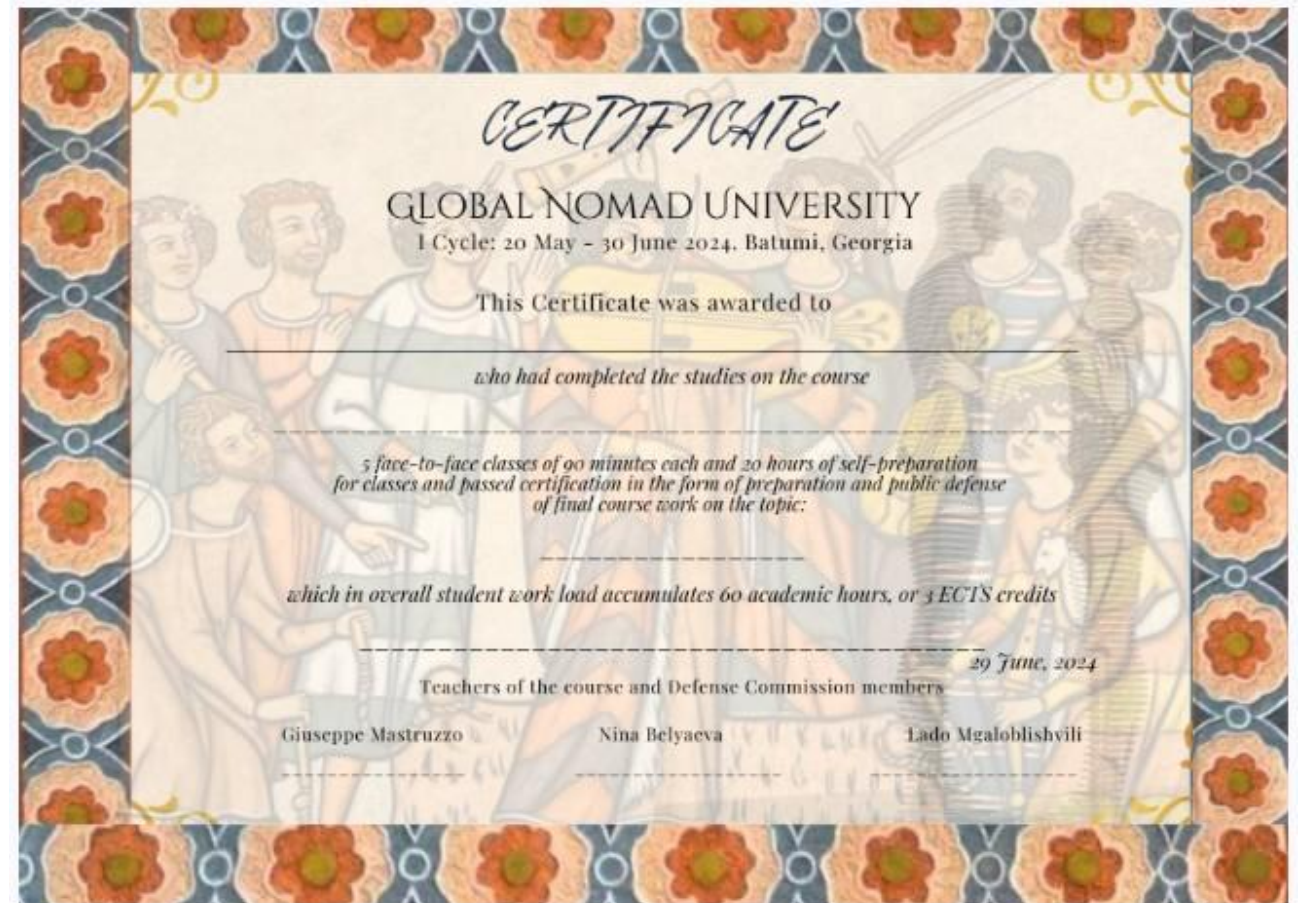 CERTIFICATE
GLOBAL NOMAD UNIVERSITY
I Cycle: 20 May - 30 June 2024. Batumi, Georgia
This Certificate was awarded to
who had completed the studies on the course
5 face-to-face classes of 90 minutes each and 20 hours of self-preparation
for classes and passed certification in the form of preparation and public defense
of final course work on the topic:
which in overall student work load accumulates 60 academic hours, or 3 ECTS credits
29 June, 2024
Teachers of the course and Defense Commission members
Giuseppe Mastruzzo Nina Belyaeva Lado Mgaloblishvili